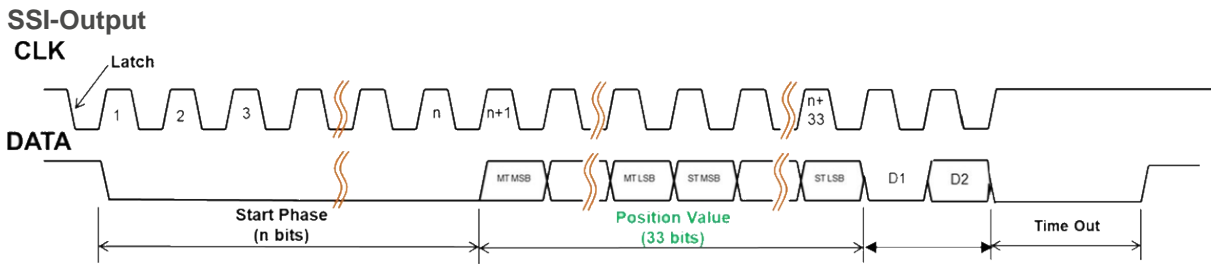 SSI-Output
CLK
Latch
1 2 3 n n+1 n+
33
DATA
MT MSB MT LSB ST MSB ST LSB D1 D2
Start Phase
(n bits)
Position Value
(33 bits)
Time Out